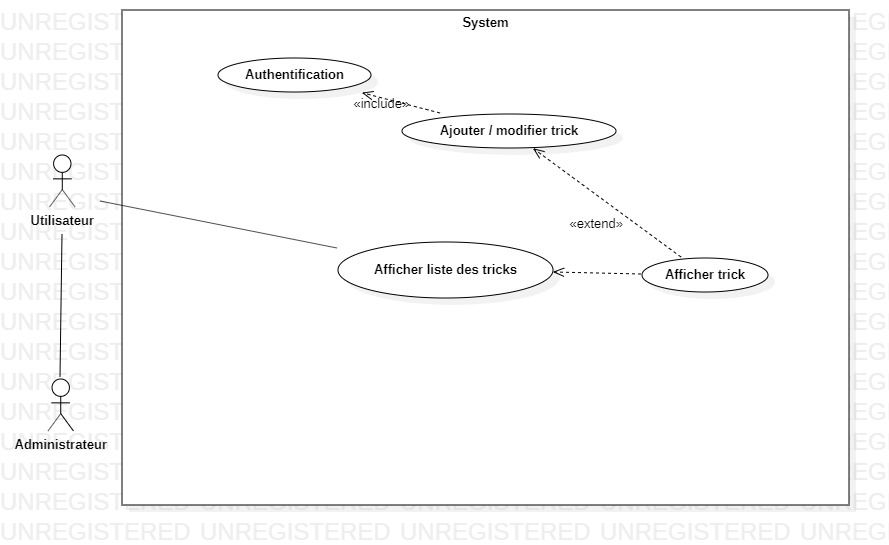 System
Authentification
«include»
Ajouter / modifier trick
Utilisateur
«extend»
Afficher liste des tricks
Afficher trick
Administrateur
UNREGISTERED UNREGISTERED UNREGISTERED UNREGISTERED UNREG